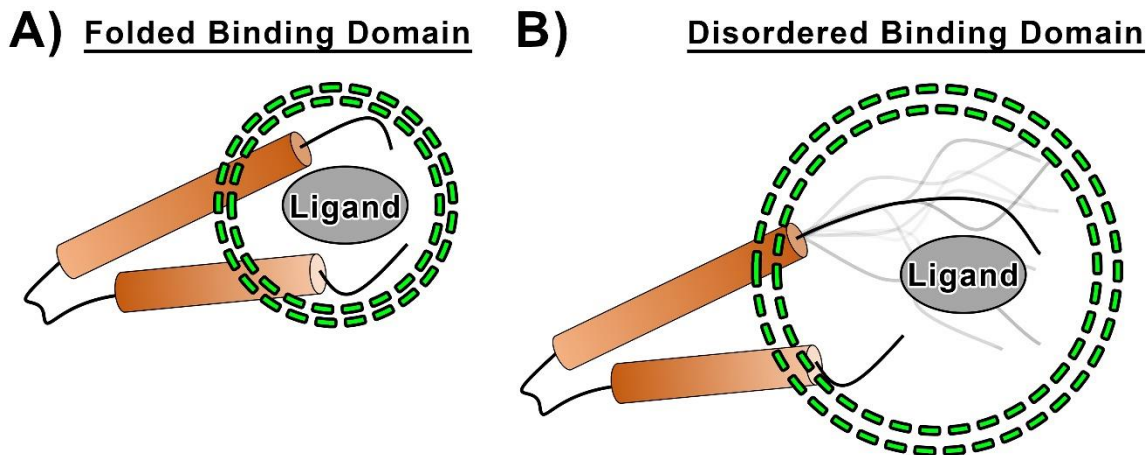 A) Folded Binding Domain
B) Disordered Binding Domain
Ligand
Ligand